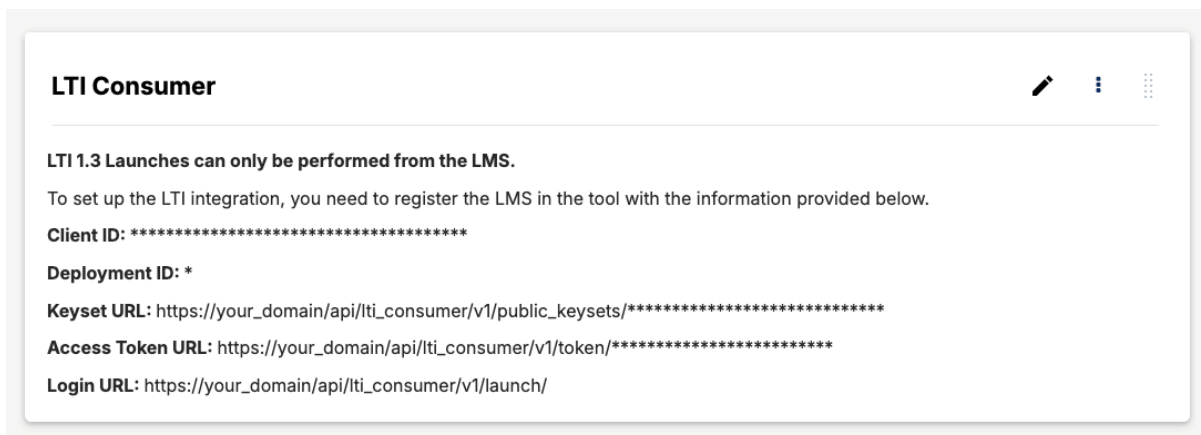 LTI Consumer
LTI 1.3 Launches can only be performed from the LMS.
To set up the LTI integration, you need to register the LMS in the tool with the information provided below.
Client ID: **************************************
Deployment ID: *
Keyset URL: https://your_domain/api/lti_consumer/v1/public_keysets/*****************************
Access Token URL: https://your_domain/api/lti_consumer/v1/token/*************************
Login URL: https://your_domain/api/lti_consumer/v1/launch/